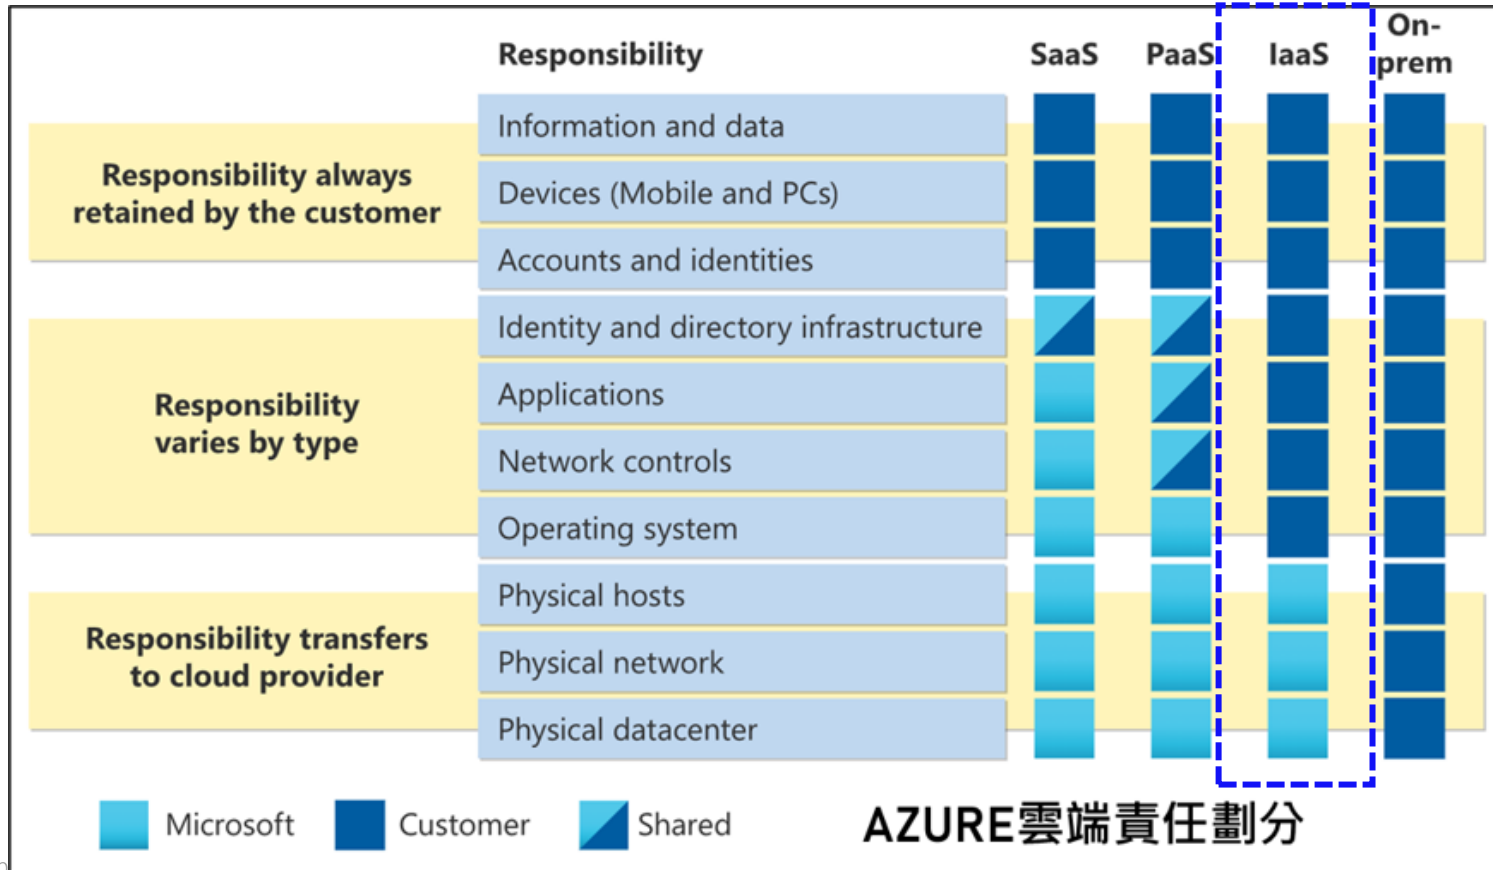 Responsibility
SaaS
PaaS
IaaS
On-
prem
Responsibility always
retained by the customer
Information and data
Devices (Mobile and PCs)
Accounts and identities
Responsibility
varies by type
Identity and directory infrastructure
Applications
Network controls
Operating system
Responsibility transfers
to cloud provider
Physical hosts
Physical network
Physical datacenter
Microsoft
Customer
Shared
AZURE雲端責任劃分